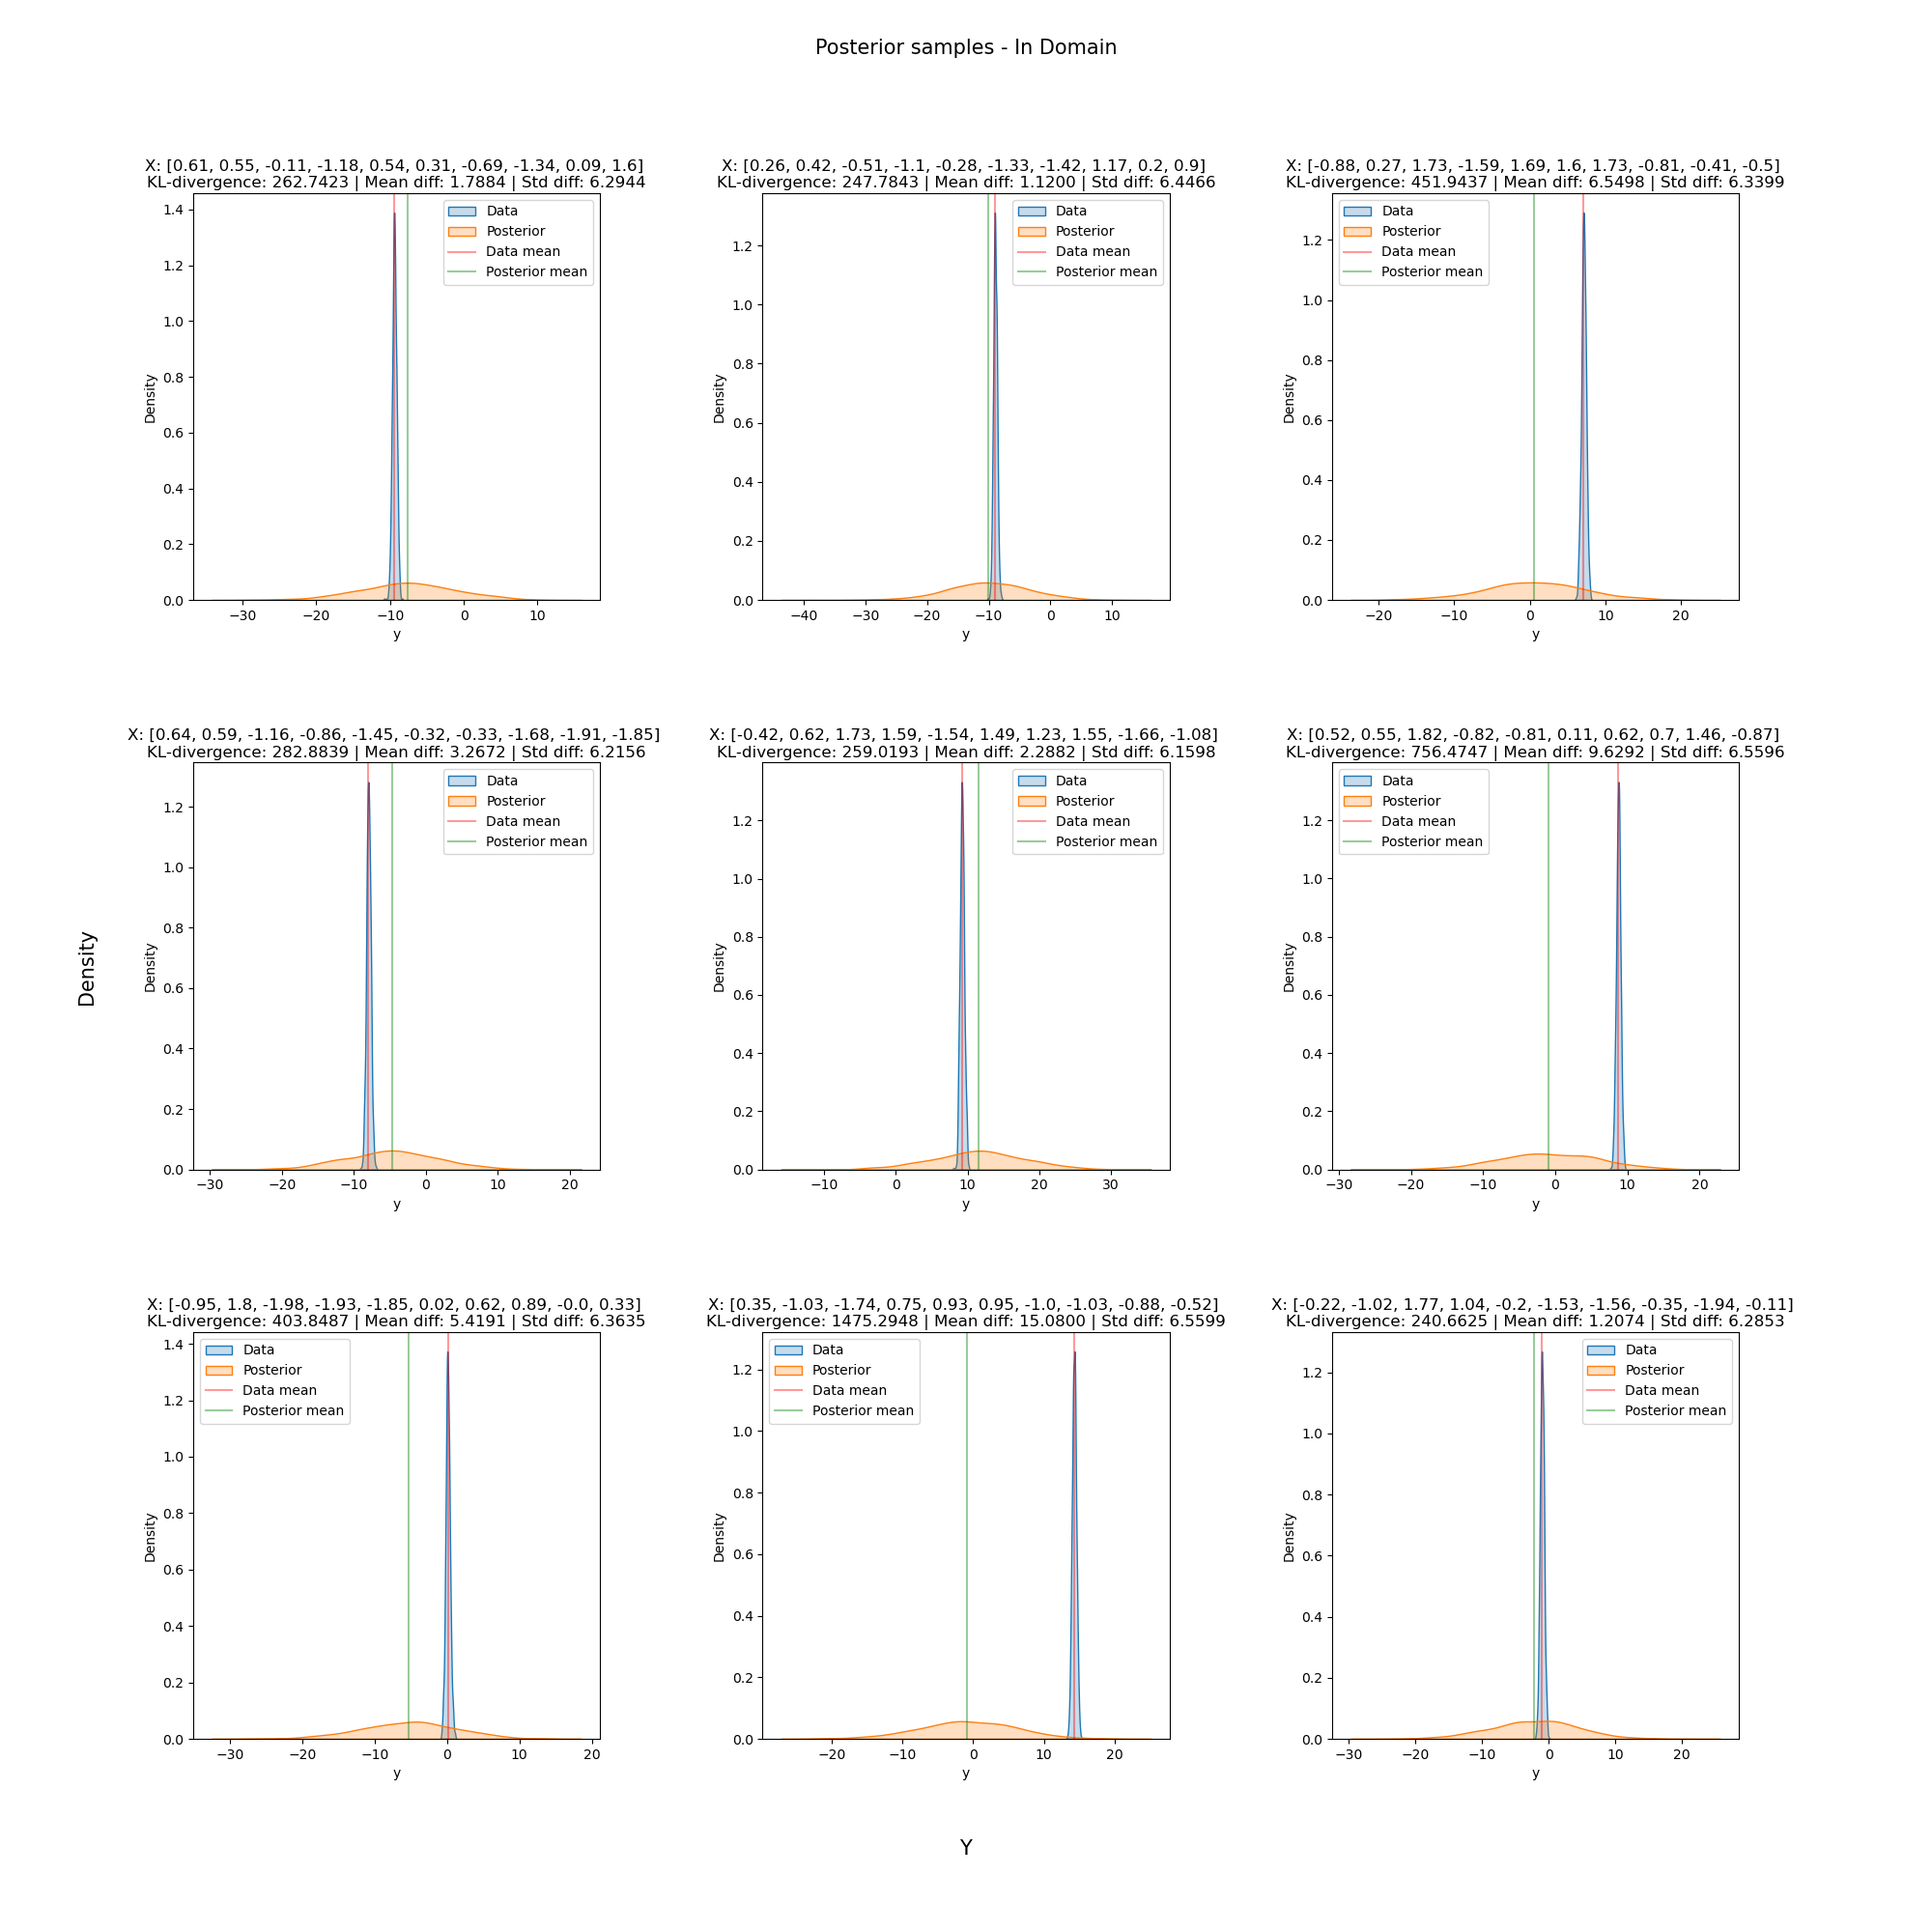 Posterior samples - In Domain
X: [0.61, 0.55, -0.11, -1.18, 0.54, 0.31, -0.69, -1.34, 0.09, 1.6]
KL-divergence: 262.7423 | Mean diff: 1.7884 | Std diff: 6.2944
Data
Posterior
Data mean
Posterior mean
1.4
1.2
1.0
0.8
0.6
0.4
0.2
0.0
Density
−30
−20
−10
0
10
y
X: [0.26, 0.42, -0.51, -1.1, -0.28, -1.33, -1.42, 1.17, 0.2, 0.9]
KL-divergence: 247.7843 | Mean diff: 1.1200 | Std diff: 6.4466
Data
Posterior
Data mean
Posterior mean
1.2
1.0
0.8
0.6
0.4
0.2
0.0
Density
−40
−30
−20
−10
0
10
y
X: [-0.88, 0.27, 1.73, -1.59, 1.69, 1.6, 1.73, -0.81, -0.41, -0.5]
KL-divergence: 451.9437 | Mean diff: 6.5498 | Std diff: 6.3399
Data
Posterior
Data mean
Posterior mean
1.2
1.0
0.8
0.6
0.4
0.2
0.0
Density
−20
−10
0
10
20
y
Density
X: [0.64, 0.59, -1.16, -0.86, -1.45, -0.32, -0.33, -1.68, -1.91, -1.85]
KL-divergence: 282.8839 | Mean diff: 3.2672 | Std diff: 6.2156
Data
Posterior
Data mean
Posterior mean
1.2
1.0
0.8
0.6
0.4
0.2
0.0
Density
−30
−20
−10
0
10
20
y
X: [-0.42, 0.62, 1.73, 1.59, -1.54, 1.49, 1.23, 1.55, -1.66, -1.08]
KL-divergence: 259.0193 | Mean diff: 2.2882 | Std diff: 6.1598
Data
Posterior
Data mean
Posterior mean
1.2
1.0
0.8
0.6
0.4
0.2
0.0
Density
−10
0
10
20
30
y
X: [0.52, 0.55, 1.82, -0.82, -0.81, 0.11, 0.62, 0.7, 1.46, -0.87]
KL-divergence: 756.4747 | Mean diff: 9.6292 | Std diff: 6.5596
Data
Posterior
Data mean
Posterior mean
1.2
1.0
0.8
0.6
0.4
0.2
0.0
Density
−30
−20
−10
0
10
20
y
X: [-0.95, 1.8, -1.98, -1.93, -1.85, 0.02, 0.62, 0.89, -0.0, 0.33]
KL-divergence: 403.8487 | Mean diff: 5.4191 | Std diff: 6.3635
Data
Posterior
Data mean
Posterior mean
1.4
1.2
1.0
0.8
0.6
0.4
0.2
0.0
Density
−30
−20
−10
0
10
20
y
X: [0.35, -1.03, -1.74, 0.75, 0.93, 0.95, -1.0, -1.03, -0.88, -0.52]
KL-divergence: 1475.2948 | Mean diff: 15.0800 | Std diff: 6.5599
Data
Posterior
Data mean
Posterior mean
1.2
1.0
0.8
0.6
0.4
0.2
0.0
Density
−20
−10
0
10
20
y
X: [-0.22, -1.02, 1.77, 1.04, -0.2, -1.53, -1.56, -0.35, -1.94, -0.11]
KL-divergence: 240.6625 | Mean diff: 1.2074 | Std diff: 6.2853
Data
Posterior
Data mean
Posterior mean
1.2
1.0
0.8
0.6
0.4
0.2
0.0
Density
−30
−20
−10
0
10
20
y
Y